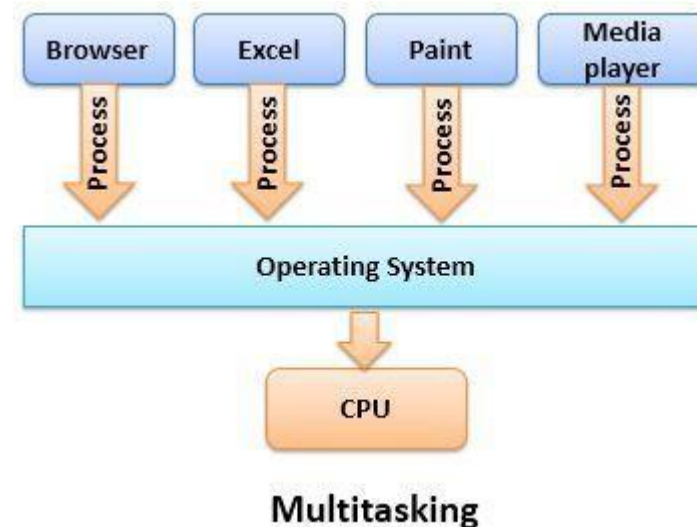 Browser
Excel
Paint
Media
player
Process
Process
Process
Process
Operating System
CPU
Multitasking